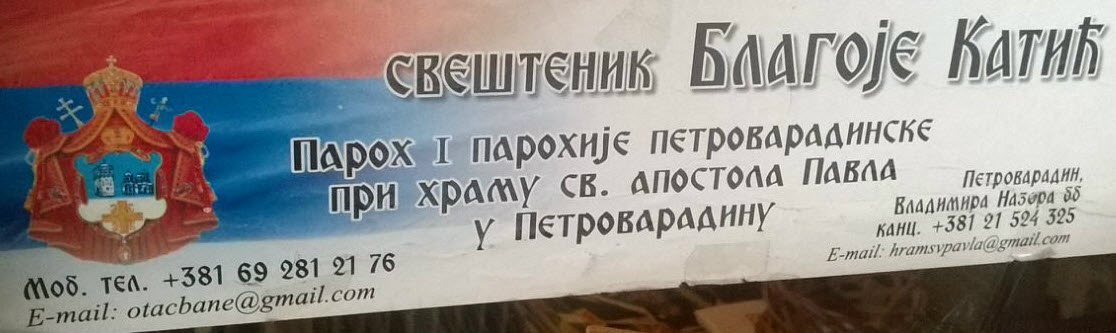 свештеник Благоје Катић
Парох I парохије петроварадинске
при храму св. апостола Павла
у Петроварадину
Петроварадин,
Владимира Назора бб
канц. +381 21 524 325
E-mail: hramsvpavla@gmail.com
Моб. тел. +381 69 281 21 76
E-mail: otacbane@gmail.com